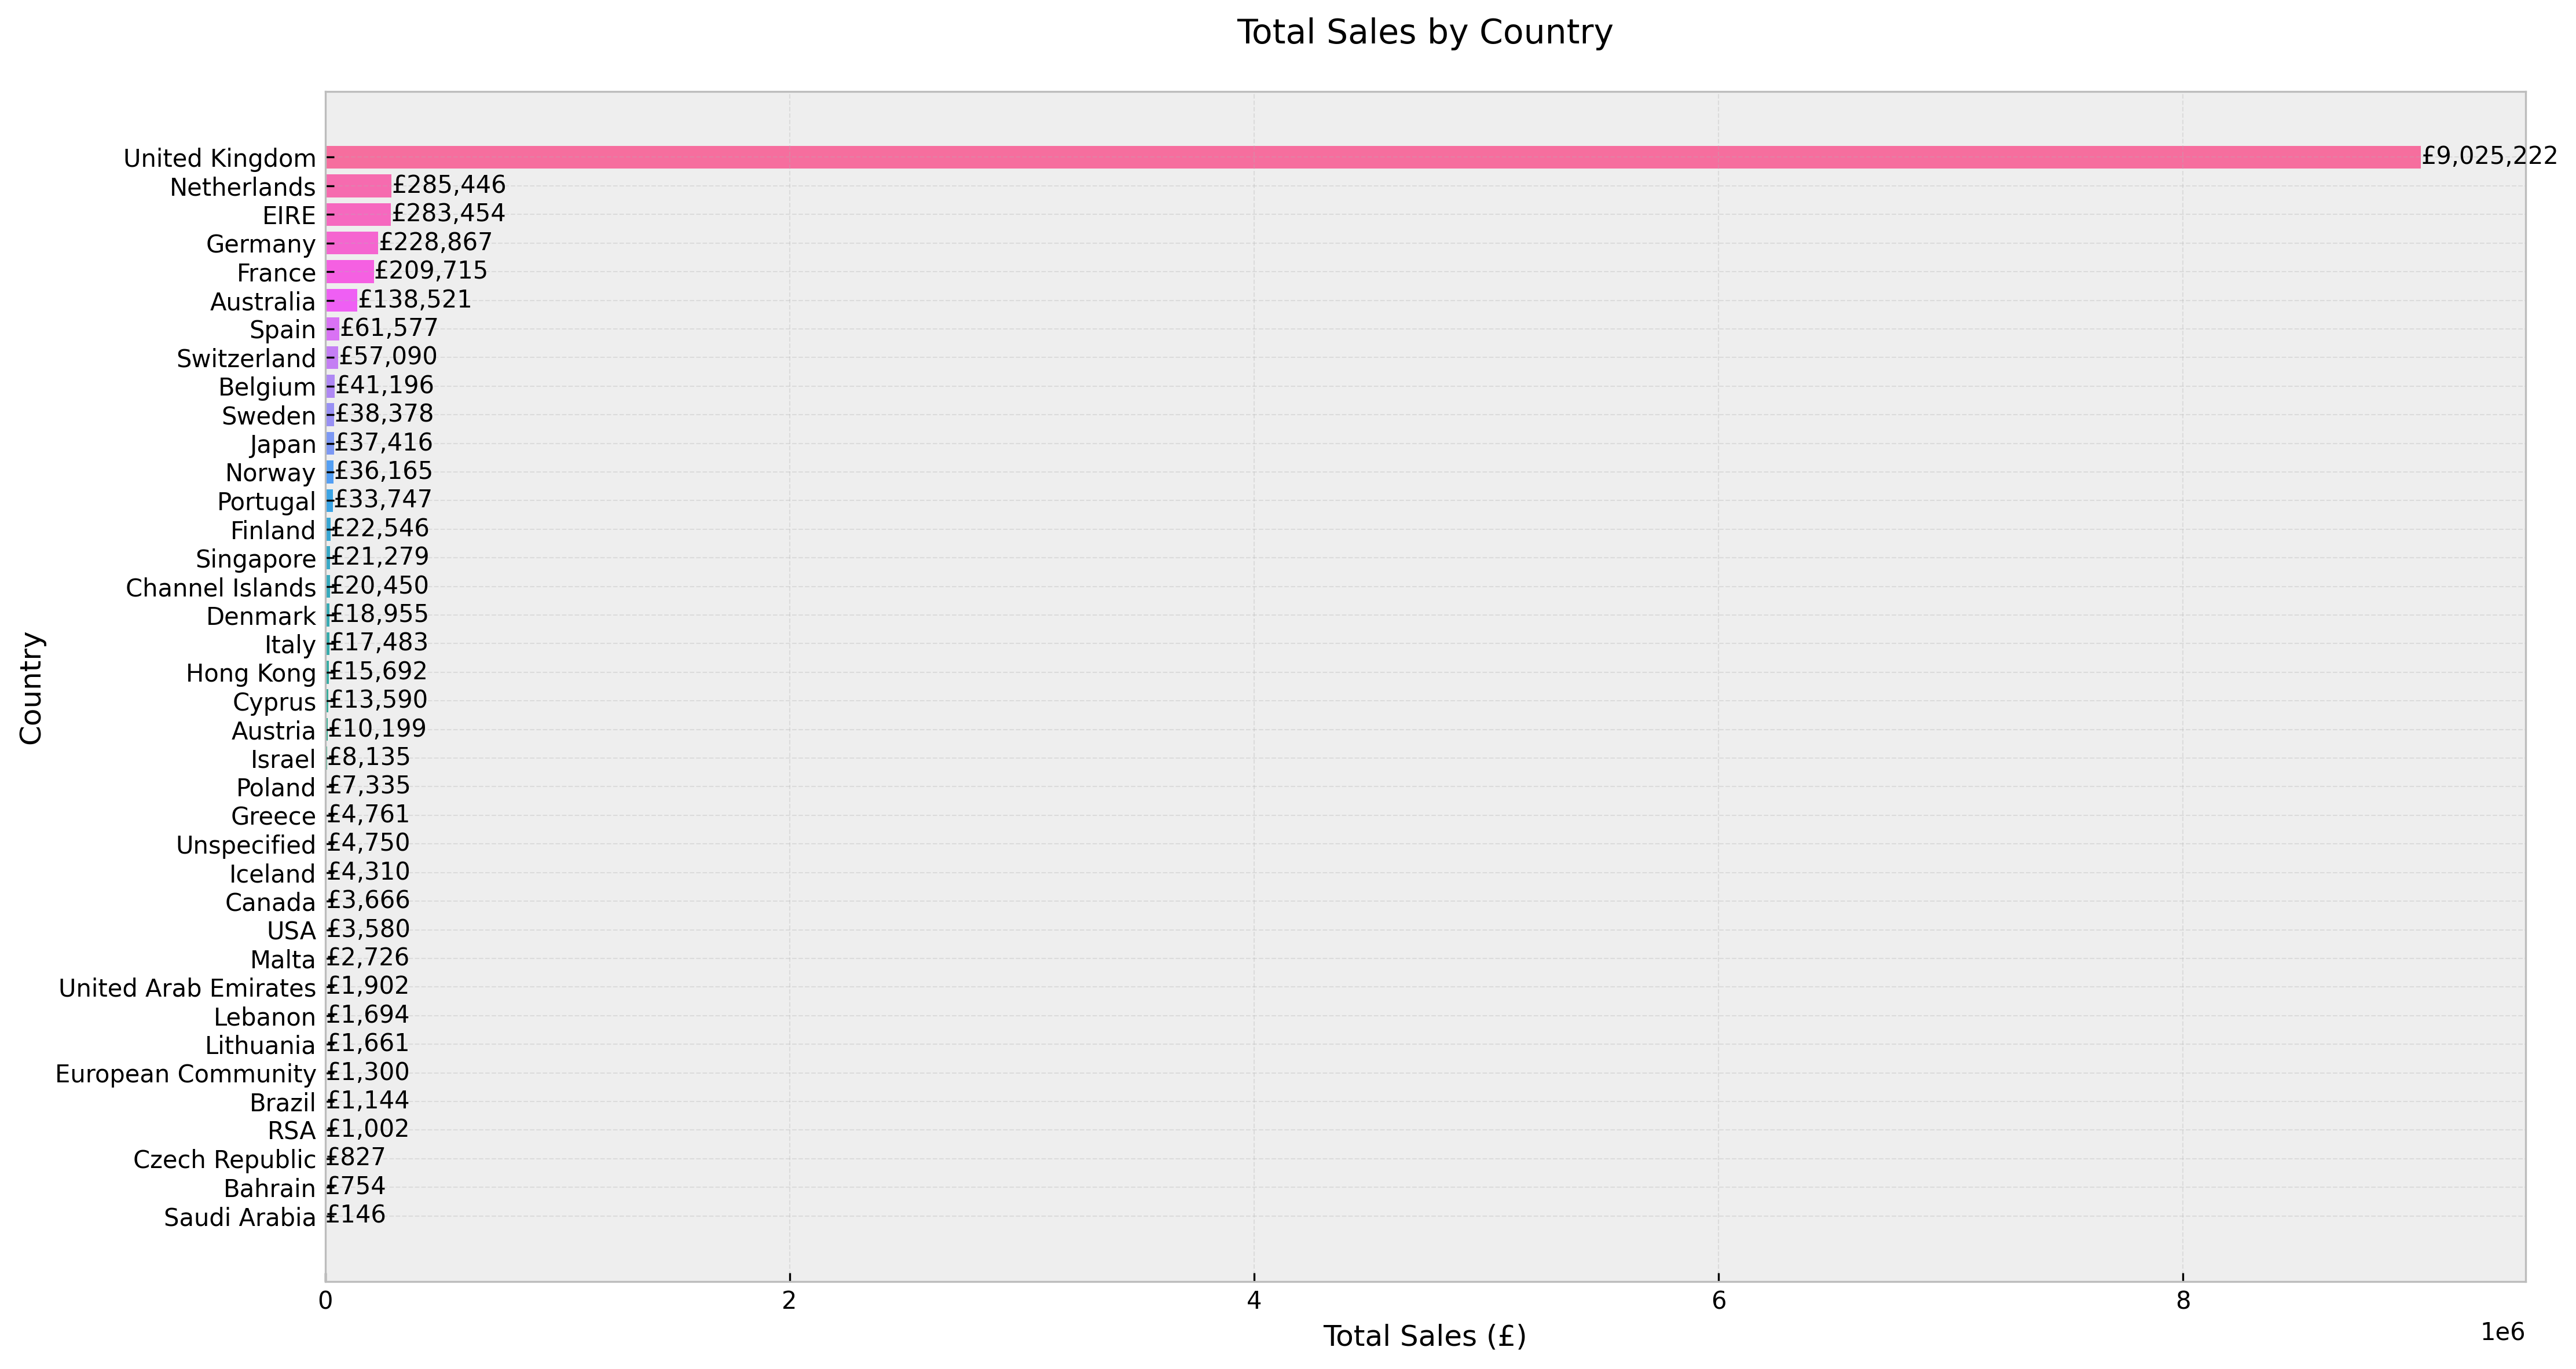 Total Sales by Country
Country
United Kingdom £9,025,222
Netherlands £285,446
EIRE £283,454
Germany £228,867
France £209,715
Australia £138,521
Spain £61,577
Switzerland £57,090
Belgium £41,196
Sweden £38,378
Japan £37,416
Norway £36,165
Portugal £33,747
Finland £22,546
Singapore £21,279
Channel Islands £20,450
Denmark £18,955
Italy £17,483
Hong Kong £15,692
Cyprus £13,590
Austria £10,199
Israel £8,135
Poland £7,335
Greece £4,761
Unspecified £4,750
Iceland £4,310
Canada £3,666
USA £3,580
Malta £2,726
United Arab Emirates £1,902
Lebanon £1,694
Lithuania £1,661
European Community £1,300
Brazil £1,144
RSA £1,002
Czech Republic £827
Bahrain £754
Saudi Arabia £146
0 2 4 6 8
1e6
Total Sales (£)